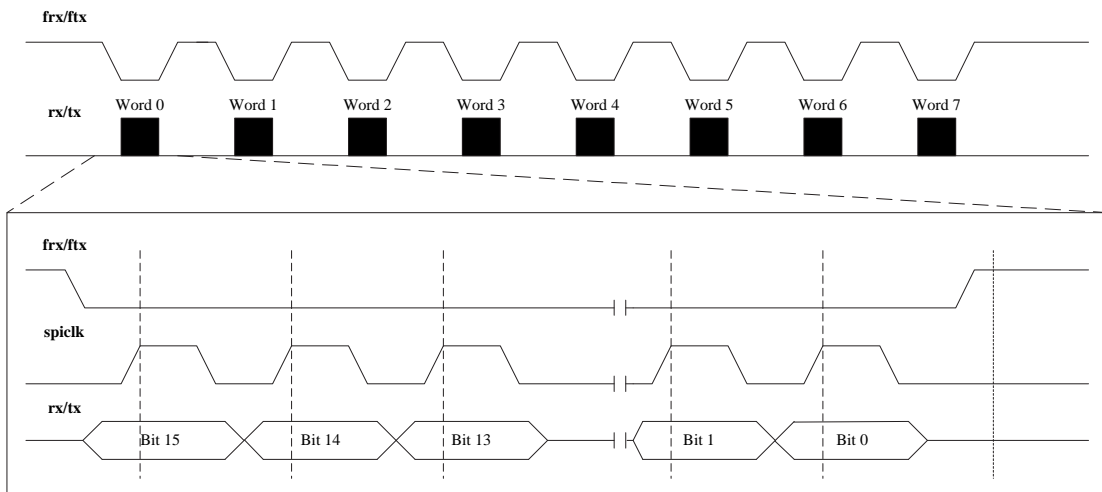 frx/ftx
Word 0 Word 1 Word 2 Word 3 Word 4 Word 5 Word 6 Word 7
rx/tx
frx/ftx
spiclk
rx/tx
Bit 15 Bit 14 Bit 13 Bit 1 Bit 0